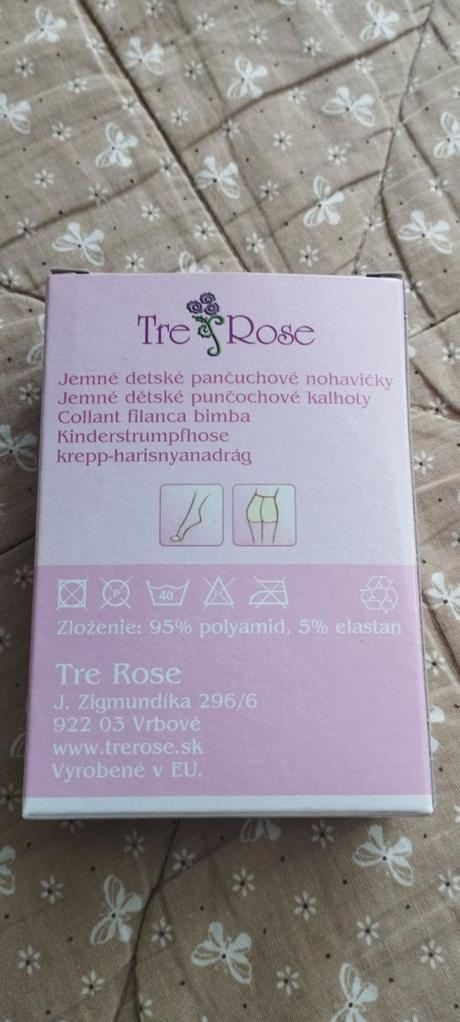 Tre Rose
Jemné detské pančuchové nohavičky
Jemné dětské punčochové kalhoty
Collant filanca bimba
Kinderstrumpfhose
krepp-harisnyanadrág
P 40° Cl
Zloženie: 95% polyamid, 5% elastan
Tre Rose
J. Zigmundíka 296/6
922 03 Vrbové
www.trerose.sk
Vyrobené v EU.